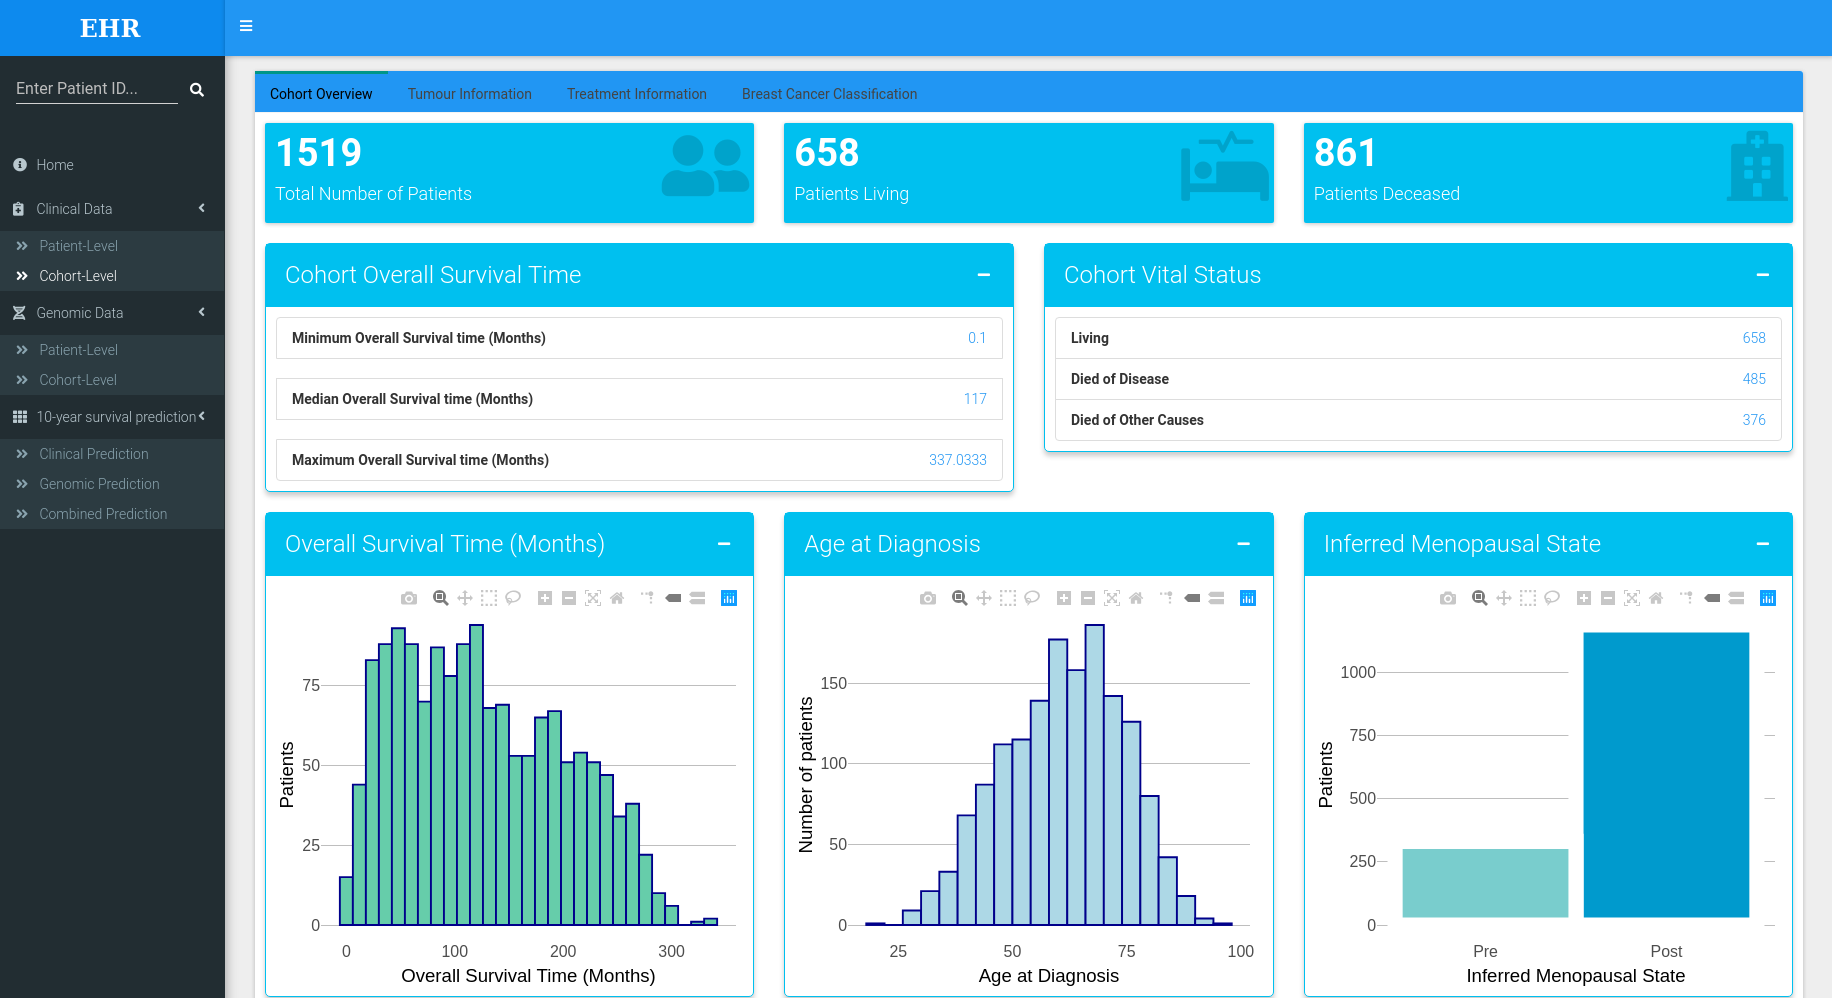 EHR
Enter Patient ID...
Home
Clinical Data
Patient-Level
Cohort-Level
Genomic Data
Patient-Level
Cohort-Level
10-year survival prediction
Clinical Prediction
Genomic Prediction
Combined Prediction
Cohort Overview Tumour Information Treatment Information Breast Cancer Classification
1519
Total Number of Patients
658
Patients Living
861
Patients Deceased
Cohort Overall Survival Time
Minimum Overall Survival time (Months) 0.1
Median Overall Survival time (Months) 117
Maximum Overall Survival time (Months) 337.0333
Cohort Vital Status
Living 658
Died of Disease 485
Died of Other Causes 376
Overall Survival Time (Months)
Patients
75
50
25
0
0 100 200 300
Overall Survival Time (Months)
Age at Diagnosis
Number of patients
150
100
50
0
25 50 75 100
Age at Diagnosis
Inferred Menopausal State
Patients
1000
750
500
250
0
Pre Post
Inferred Menopausal State